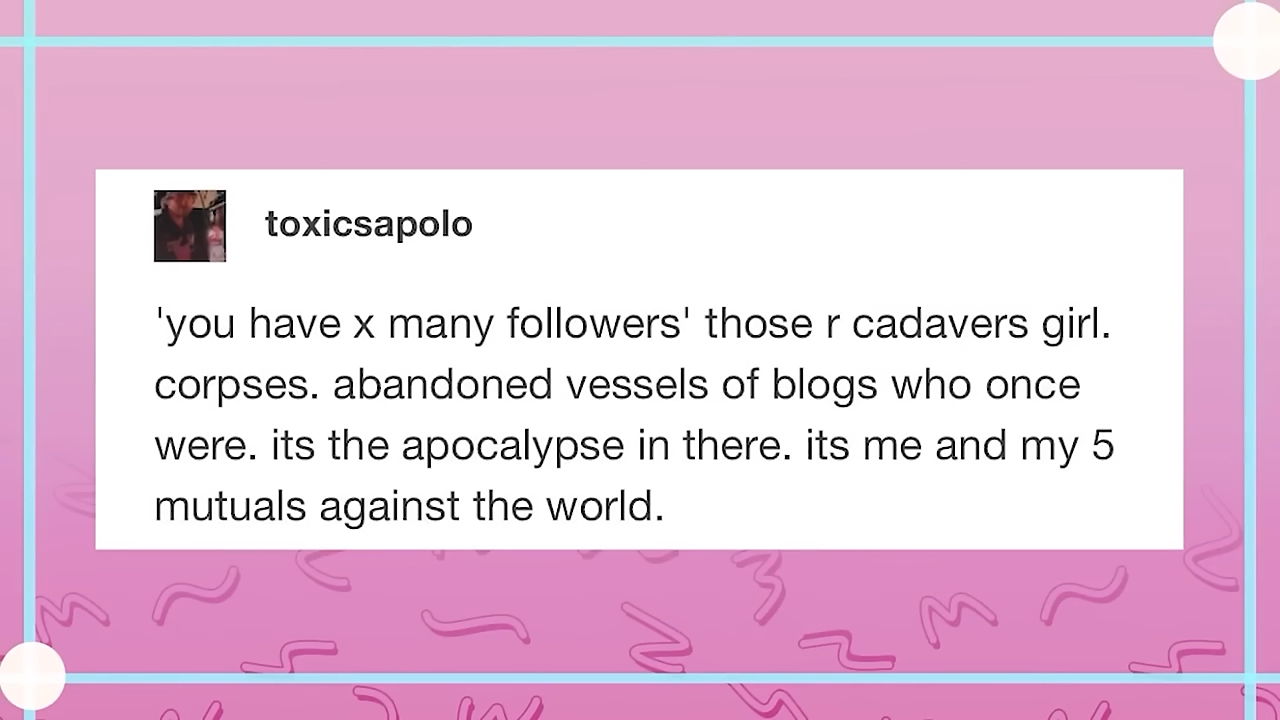 toxicsapolo
'you have x many followers' those r cadavers girl.
corpses. abandoned vessels of blogs who once
were. its the apocalypse in there. its me and my 5
mutuals against the world.